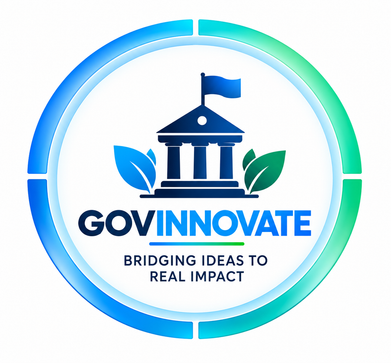 GOVINNOVATE
BRIDGING IDEAS TO
REAL IMPACT